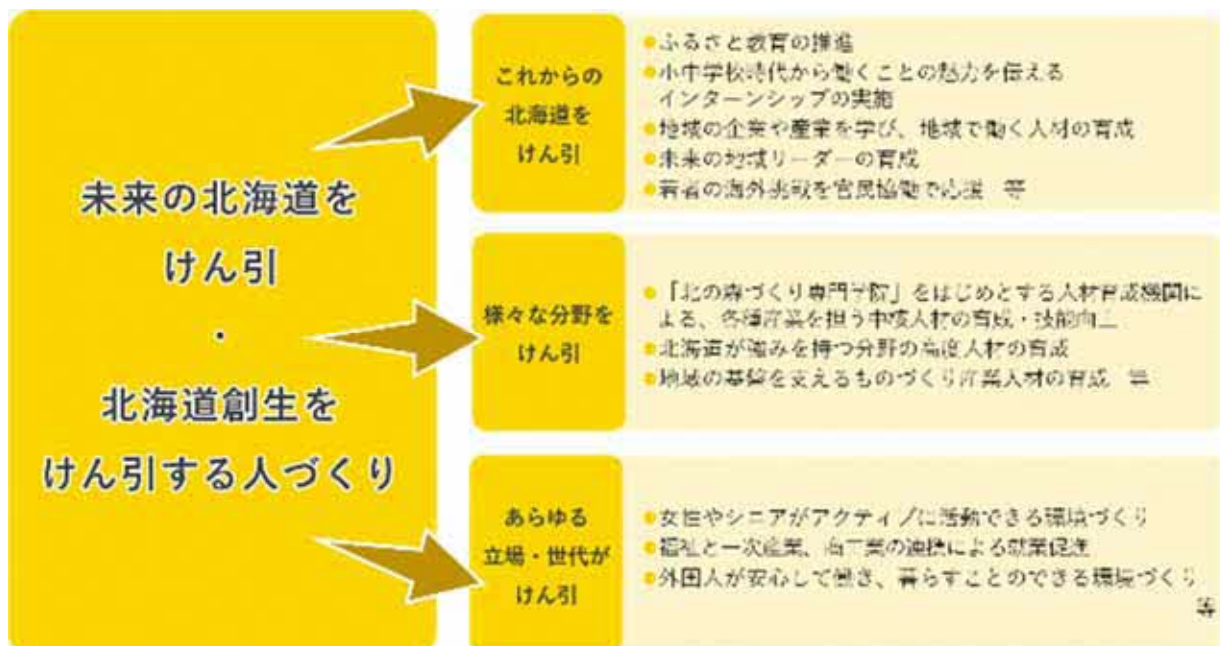 未来の北海道を
けん引
・
北海道創生を
けん引する人づくり
これからの
北海道を
けん引
●ふるさと教育の推進
●小中学校時代から働くことの魅力を伝える
インターンシップの実施
●地域の企業や産業を学び、地域で働く人材の育成
●未来の地域リーダーの育成
●若者の海外挑戦を官民協働で応援 等
様々な分野を
けん引
●「北の森づくり専門学院」をはじめとする人材育成機関に
よる、各種産業を担う中核人材の育成・技能向上
●北海道が強みを持つ分野の高度人材の育成
●地域の基盤を支えるものづくり産業人材の育成 等
あらゆる
立場・世代が
けん引
●女性やシニアがアクティブに活動できる環境づくり
●福祉と一次産業、商工業の連携による就業促進
●外国人が安心して働き、暮らすことのできる環境づくり
等